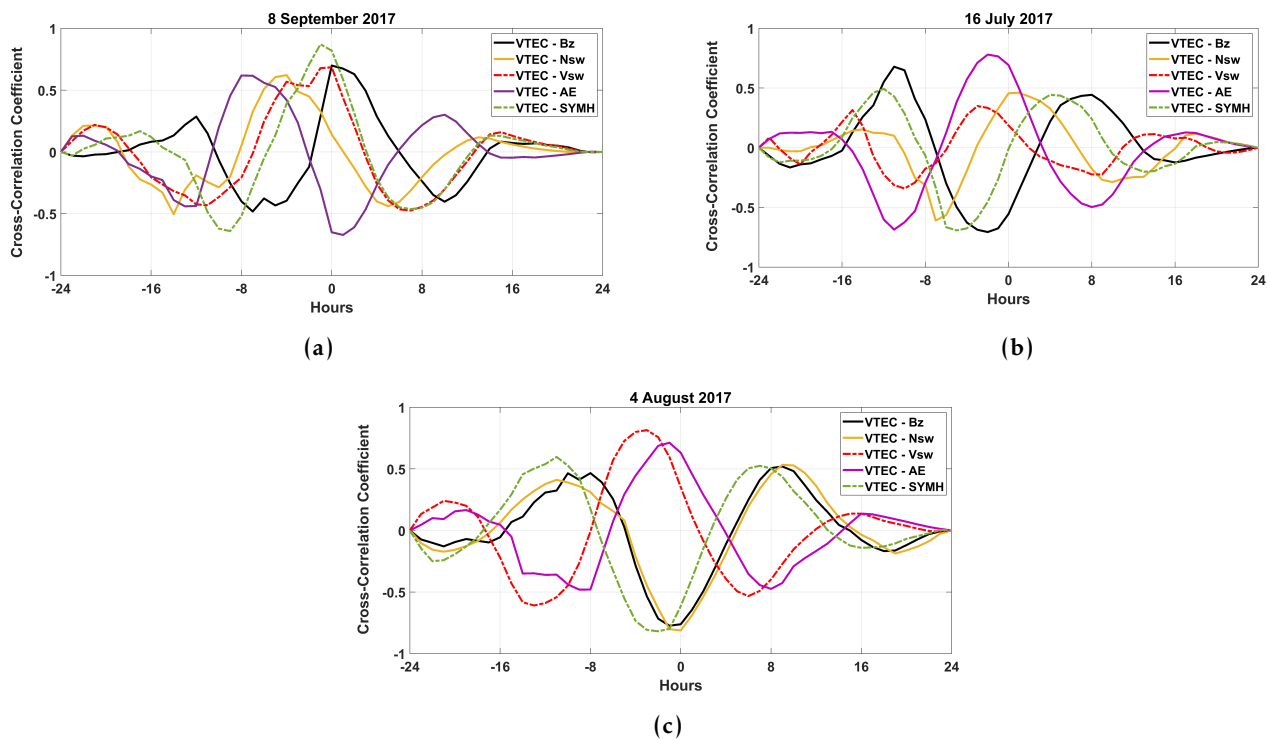 8 September 2017
Cross-Correlation Coefficient
1
0.5
0
-0.5
-1
-24
-16
-8
0
8
16
24
Hours
VTEC - Bz
VTEC - Nsw
VTEC - Vsw
VTEC - AE
VTEC - SYMH
(a)
16 July 2017
Cross-Correlation Coefficient
1
0.5
0
-0.5
-1
-24
-16
-8
0
8
16
24
Hours
VTEC - Bz
VTEC - Nsw
VTEC - Vsw
VTEC - AE
VTEC - SYMH
(b)
4 August 2017
Cross-Correlation Coefficient
1
0.5
0
-0.5
-1
-24
-16
-8
0
8
16
24
Hours
VTEC - Bz
VTEC - Nsw
VTEC - Vsw
VTEC - AE
VTEC - SYMH
(c)